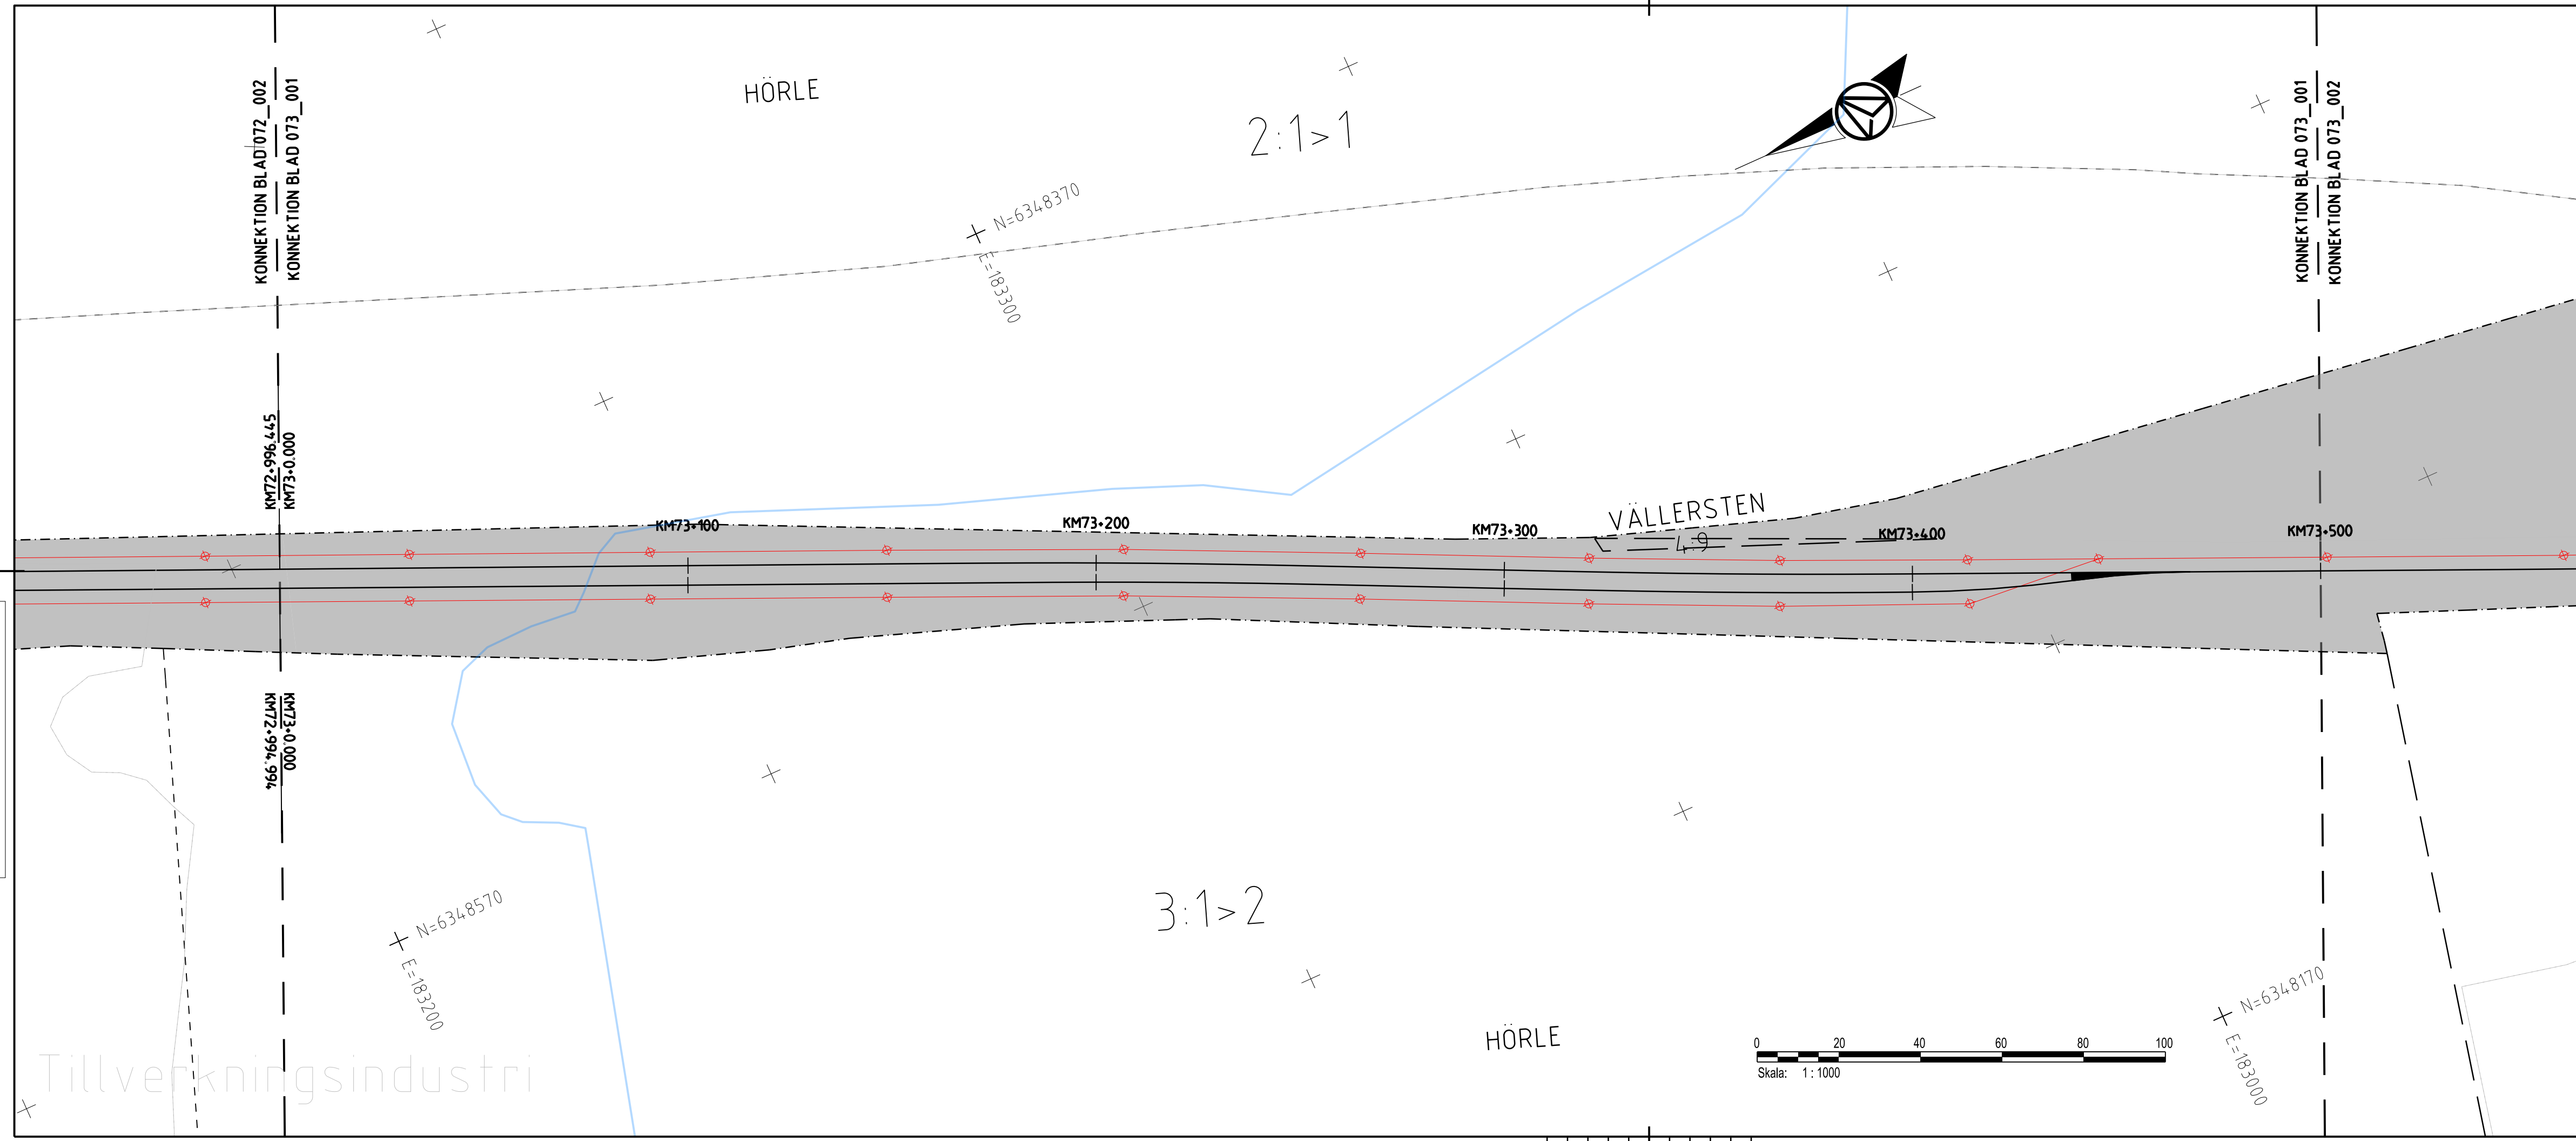 KONNEKTION BLAD 072_002
KONNEKTION BLAD 073_001
HÖRLE
2:1>1
KONNEKTION BLAD 073_001
KONNEKTION BLAD 073_002
N=6348370
E=183300
KM72+996.445
KM73+0.000
KM73+100
KM73+200
KM73+300
VÄLLERSTEN
4:9
KM73+400
KM73+500
KM73+0.000
KM72+994.994
3:1>2
N=6348570
E=183200
HÖRLE
N=6348170
E=183000
0 20 40 60 80 100
Skala: 1 : 1000
Tillverkningsindustri